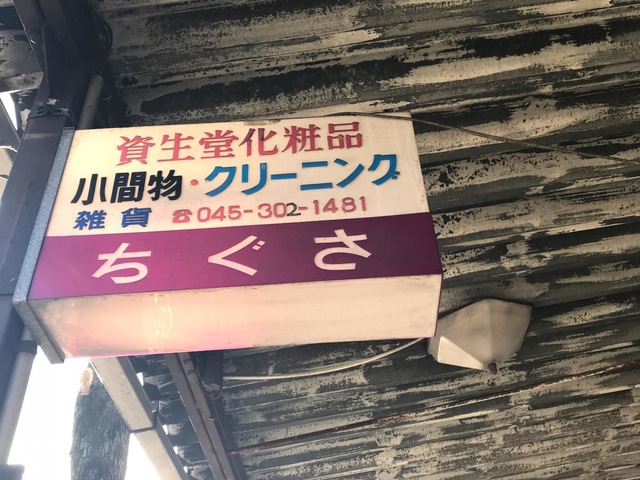 資生堂化粧品
小間物・クリーニング
雑貨 ☎045-302-1481
ちぐさ